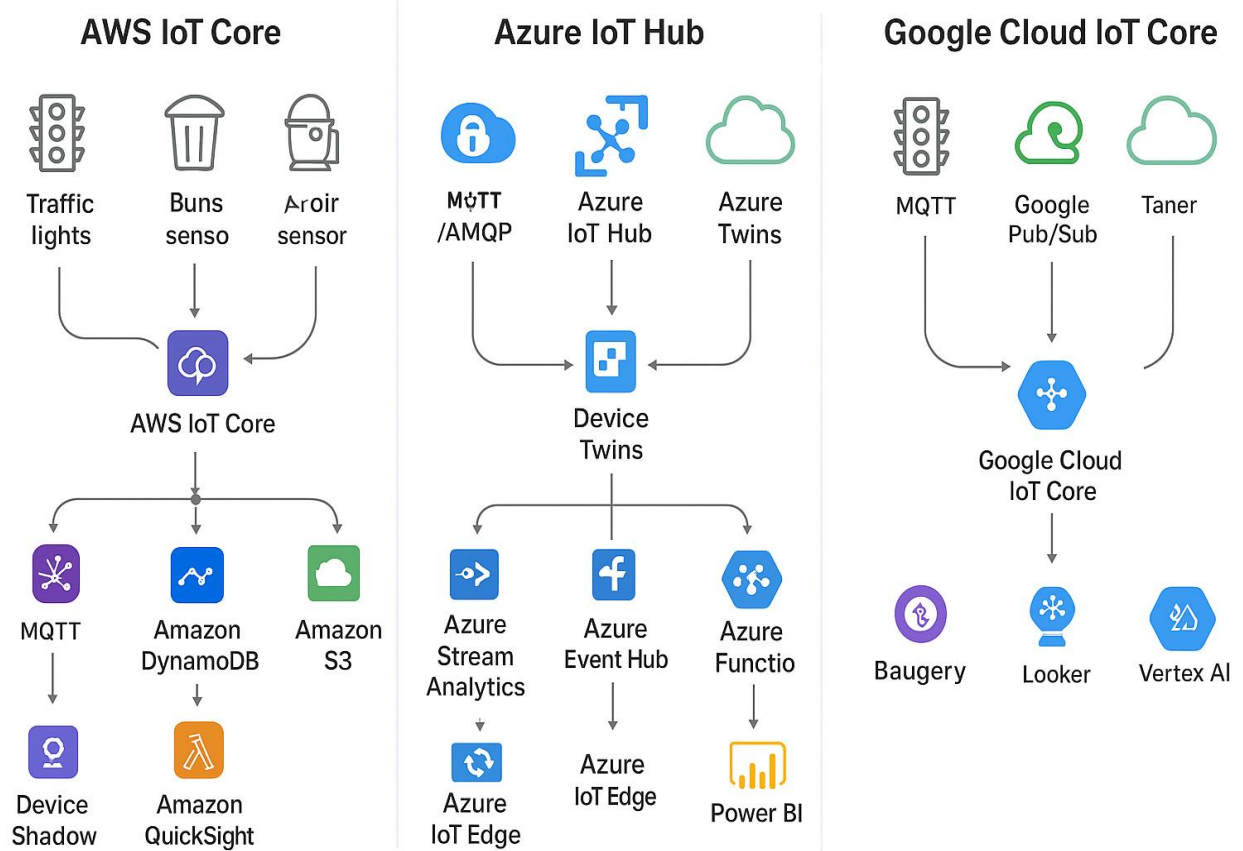 AWS IoT Core
Traffic
lights
Buns
senso
Aroir
sensor
AWS IoT Core
MQTT
Amazon
DynamoDB
Amazon
S3
Device
Shadow
Amazon
QuickSight
Azure IoT Hub
MψTT
/AMQP
Azure
IoT Hub
Azure
Twins
Device
Twins
Azure
Stream
Analytics
Azure
Event Hub
Azure
Functio
Azure
IoT Edge
Azure
IoT Edge
Power BI
Google Cloud IoT Core
MQTT
Google
Pub/Sub
Taner
Google Cloud
IoT Core
Baugery
Looker
Vertex AI